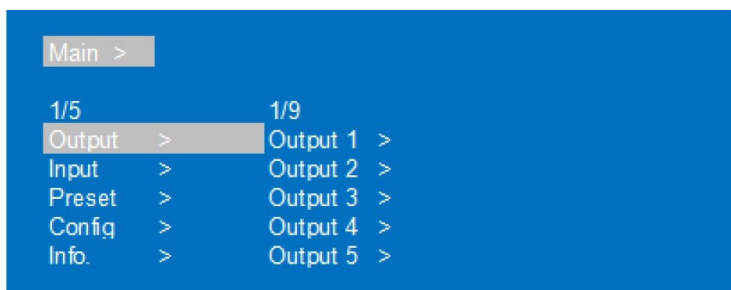 Main >
1/5 1/9
Output > Output 1 >
Input > Output 2 >
Preset > Output 3 >
Config > Output 4 >
Info. > Output 5 >